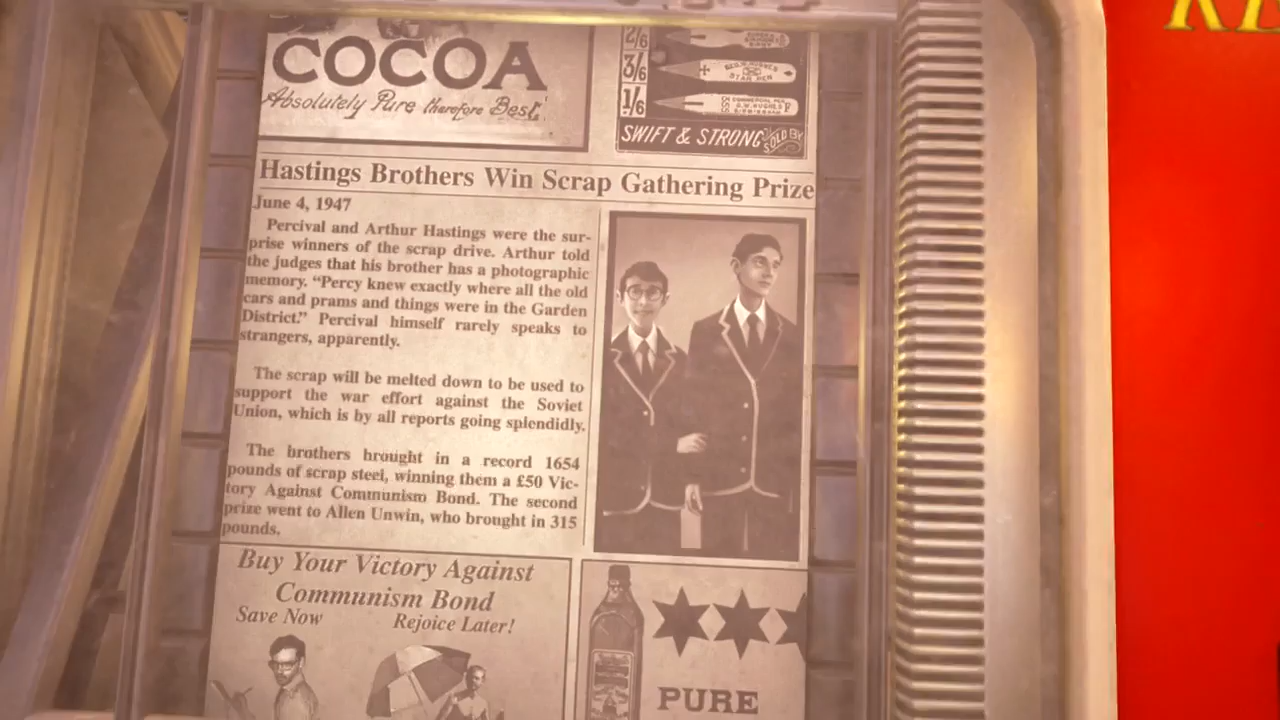 COCOA
Absolutely Pure therefore Best!
2/6
3/6
1/6
GEO. W. HUGHES
STAR PEN
SWIFT & STRONG
SOLD BY
Hastings Brothers Win Scrap Gathering Prize
June 4, 1947
Percival and Arthur Hastings were the sur-
prise winners of the scrap drive. Arthur told
the judges that his brother has a photographic
memory. “Percy knew exactly where all the old
cars and prams and things were in the Garden
District.” Percival himself rarely speaks to
strangers, apparently.
The scrap will be melted down to be used to
support the war effort against the Soviet
Union, which is by all reports going splendidly.
The brothers brought in a record 1654
pounds of scrap steel, winning them a £50 Vic-
tory Against Communism Bond. The second
prize went to Allen Unwin, who brought in 315
pounds.
Buy Your Victory Against
Communism Bond
Save Now
Rejoice Later!
PURE